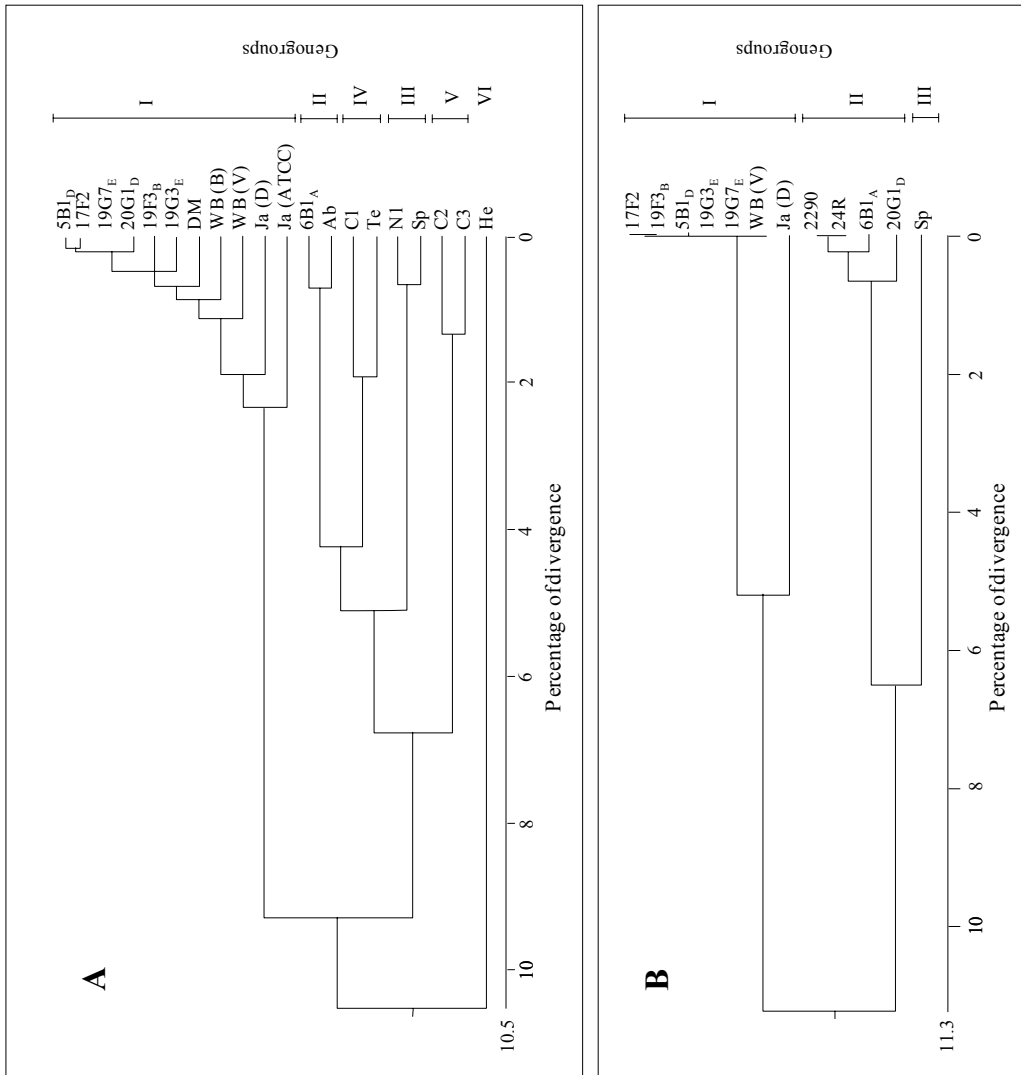 A
Genogroups
I
II
IV
III
V
VI
5B1D
17F2
19G7E
20G1D
19F3B
19G3E
DM
WB (B)
WB (V)
Ja (D)
Ja (ATCC)
6B1A
Ab
C1
Te
N1
Sp
C2
C3
He
10.5
10
8
6
4
2
0
Percentage of divergence
B
Genogroups
I
II
III
17F2
19F3B
5B1D
19G3E
19G7E
WB (V)
Ja (D)
2290
24R
6B1A
20G1D
Sp
11.3
10
8
6
4
2
0
Percentage of divergence